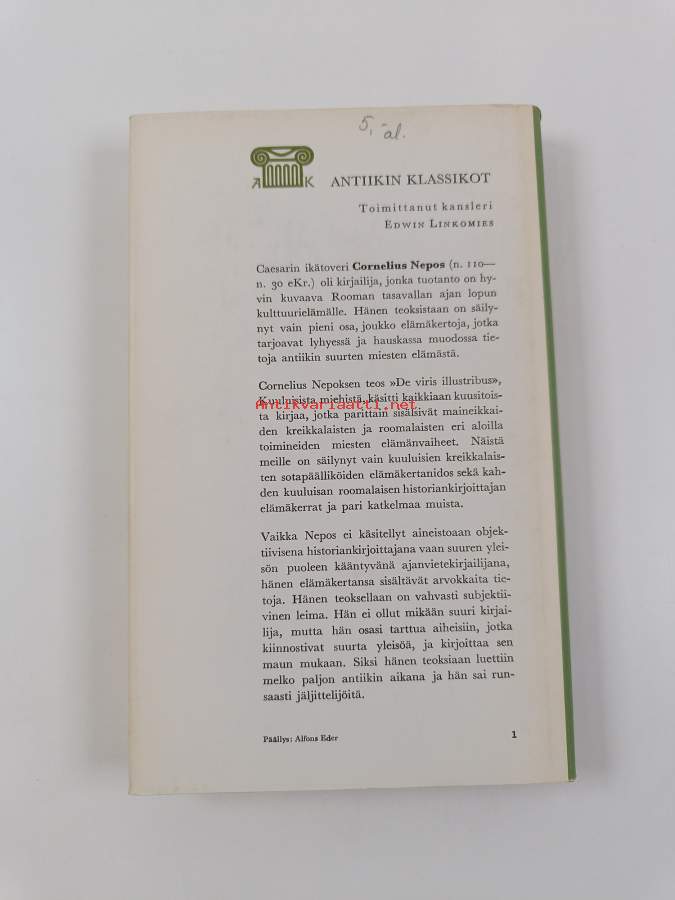 5,-al.
A K
ANTIIKIN KLASSIKOT
Toimittanut kansleri
EDWIN LINKOMIES
Caesarin ikätoveri Cornelius Nepos (n. 110—
n. 30 eKr.) oli kirjailija, jonka tuotanto on hy-
vin kuvaava Rooman tasavallan ajan lopun
kulttuurielämälle. Hänen teoksistaan on säily-
nyt vain pieni osa, joukko elämäkertoja, jotka
tarjoavat lyhyessä ja hauskassa muodossa tie-
toja antiikin suurten miesten elämästä.
Cornelius Nepoksen teos »De viris illustribus»,
Kuuluisista miehistä, käsitti kaikkiaan kuusitois-
Antikvariaatti.net
ta kirjaa, jotka parittain sisälsivät maineikkai-
den kreikkalaisten ja roomalaisten eri aloilla
toimineiden miesten elämänvaiheet. Näistä
meille on säilynyt vain kuuluisien kreikkalais-
ten sotapäälliköiden elämäkertanidos sekä kah-
den kuuluisan roomalaisen historiankirjoittajan
elämäkerrat ja pari katkelmaa muista.
Vaikka Nepos ei käsitellyt aineistoaan objek-
tiivisena historiankirjoittajana vaan suuren ylei-
sön puoleen kääntyvänä ajanvietekirjailijana,
hänen elämäkertansa sisältävät arvokkaita tie-
toja. Hänen teoksellaan on vahvasti subjektii-
vinen leima. Hän ei ollut mikään suuri kirjai-
lija, mutta hän osasi tarttua aiheisiin, jotka
kiinnostivat suurta yleisöä, ja kirjoittaa sen
maun mukaan. Siksi hänen teoksiaan luettiin
melko paljon antiikin aikana ja hän sai run-
saasti jäljittelijöitä.
Päällys: Alfons Eder
1